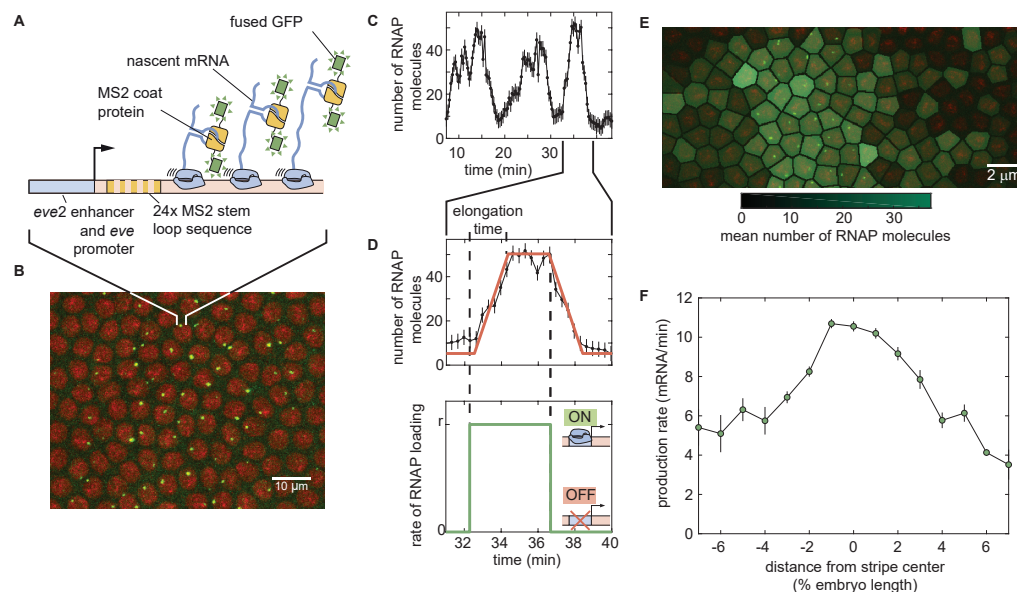 A
fused GFP
nascent mRNA
MS2 coat
protein
eve2 enhancer
and eve
promoter
24x MS2 stem
loop sequence
B
10 µm
C
number of RNAP
molecules
40
20
0
10
20
30
time (min)
D
elongation
time
number of RNAP
molecules
40
20
0
rate of RNAP loading
r
0
ON
OFF
32
34
36
38
40
time (min)
E
2 µm
0
10
20
30
mean number of RNAP molecules
F
production rate (mRNA/min)
12
10
8
6
4
2
0
-6
-4
-2
0
2
4
6
distance from stripe center
(% embryo length)